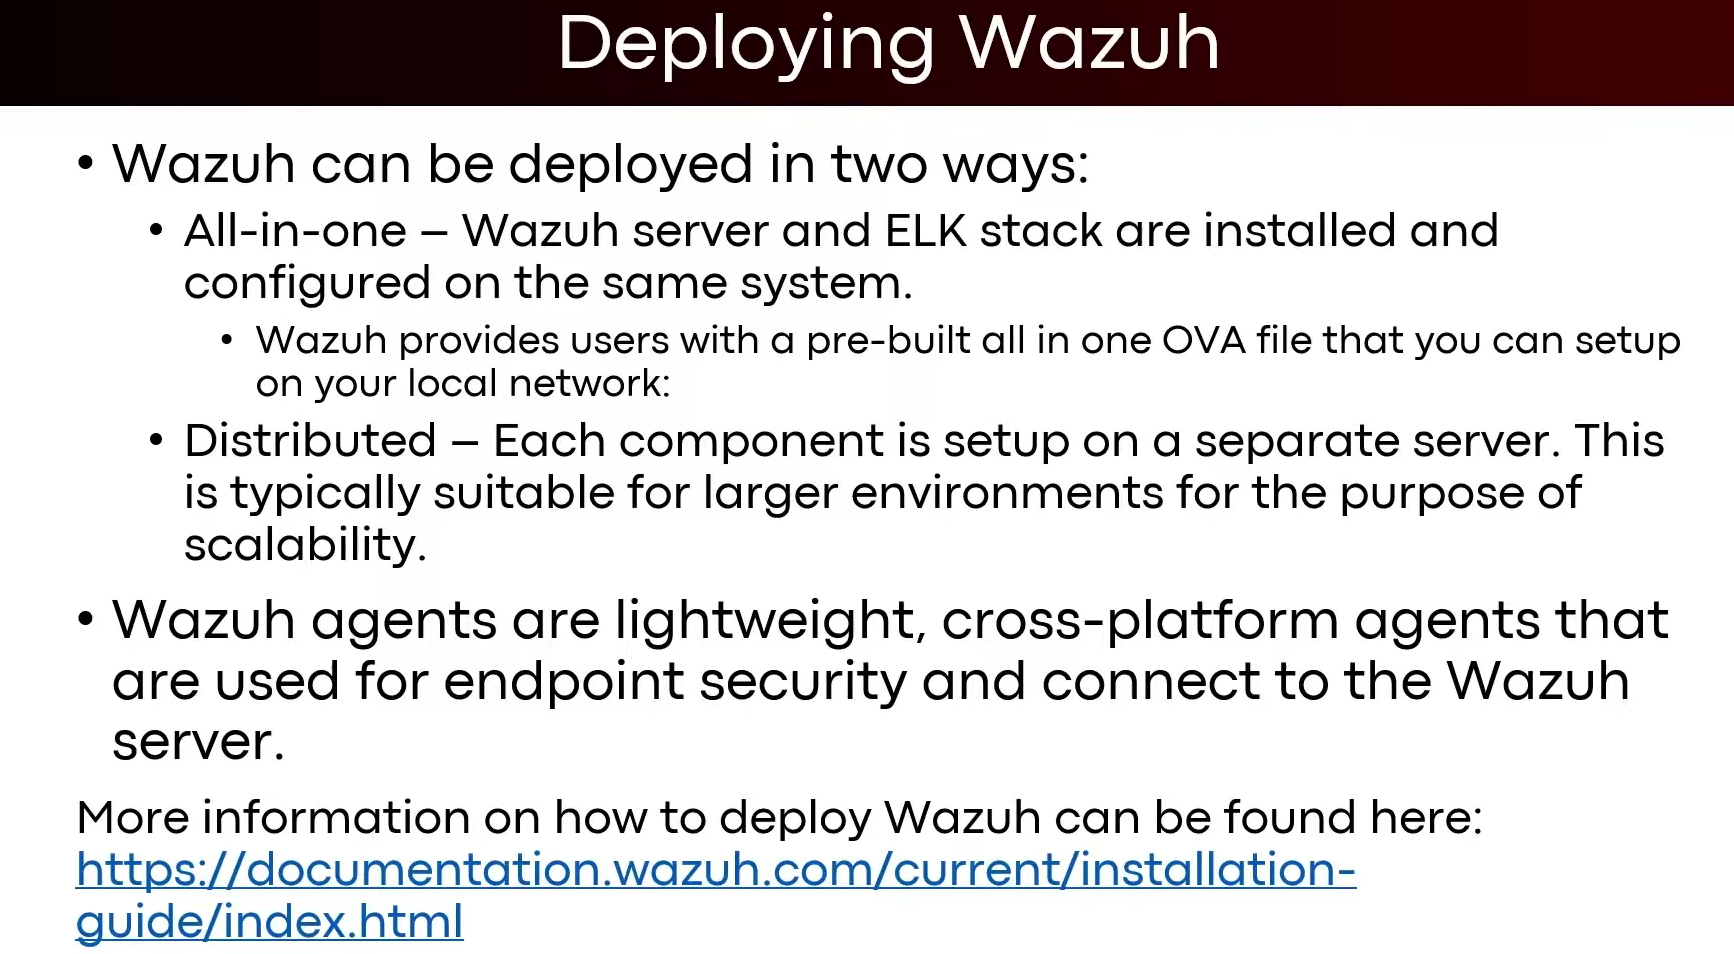 Deploying Wazuh
• Wazuh can be deployed in two ways:
• All-in-one – Wazuh server and ELK stack are installed and
configured on the same system.
• Wazuh provides users with a pre-built all in one OVA file that you can setup
on your local network:
• Distributed – Each component is setup on a separate server. This
is typically suitable for larger environments for the purpose of
scalability.
• Wazuh agents are lightweight, cross-platform agents that
are used for endpoint security and connect to the Wazuh
server.
More information on how to deploy Wazuh can be found here:
https://documentation.wazuh.com/current/installation-
guide/index.html